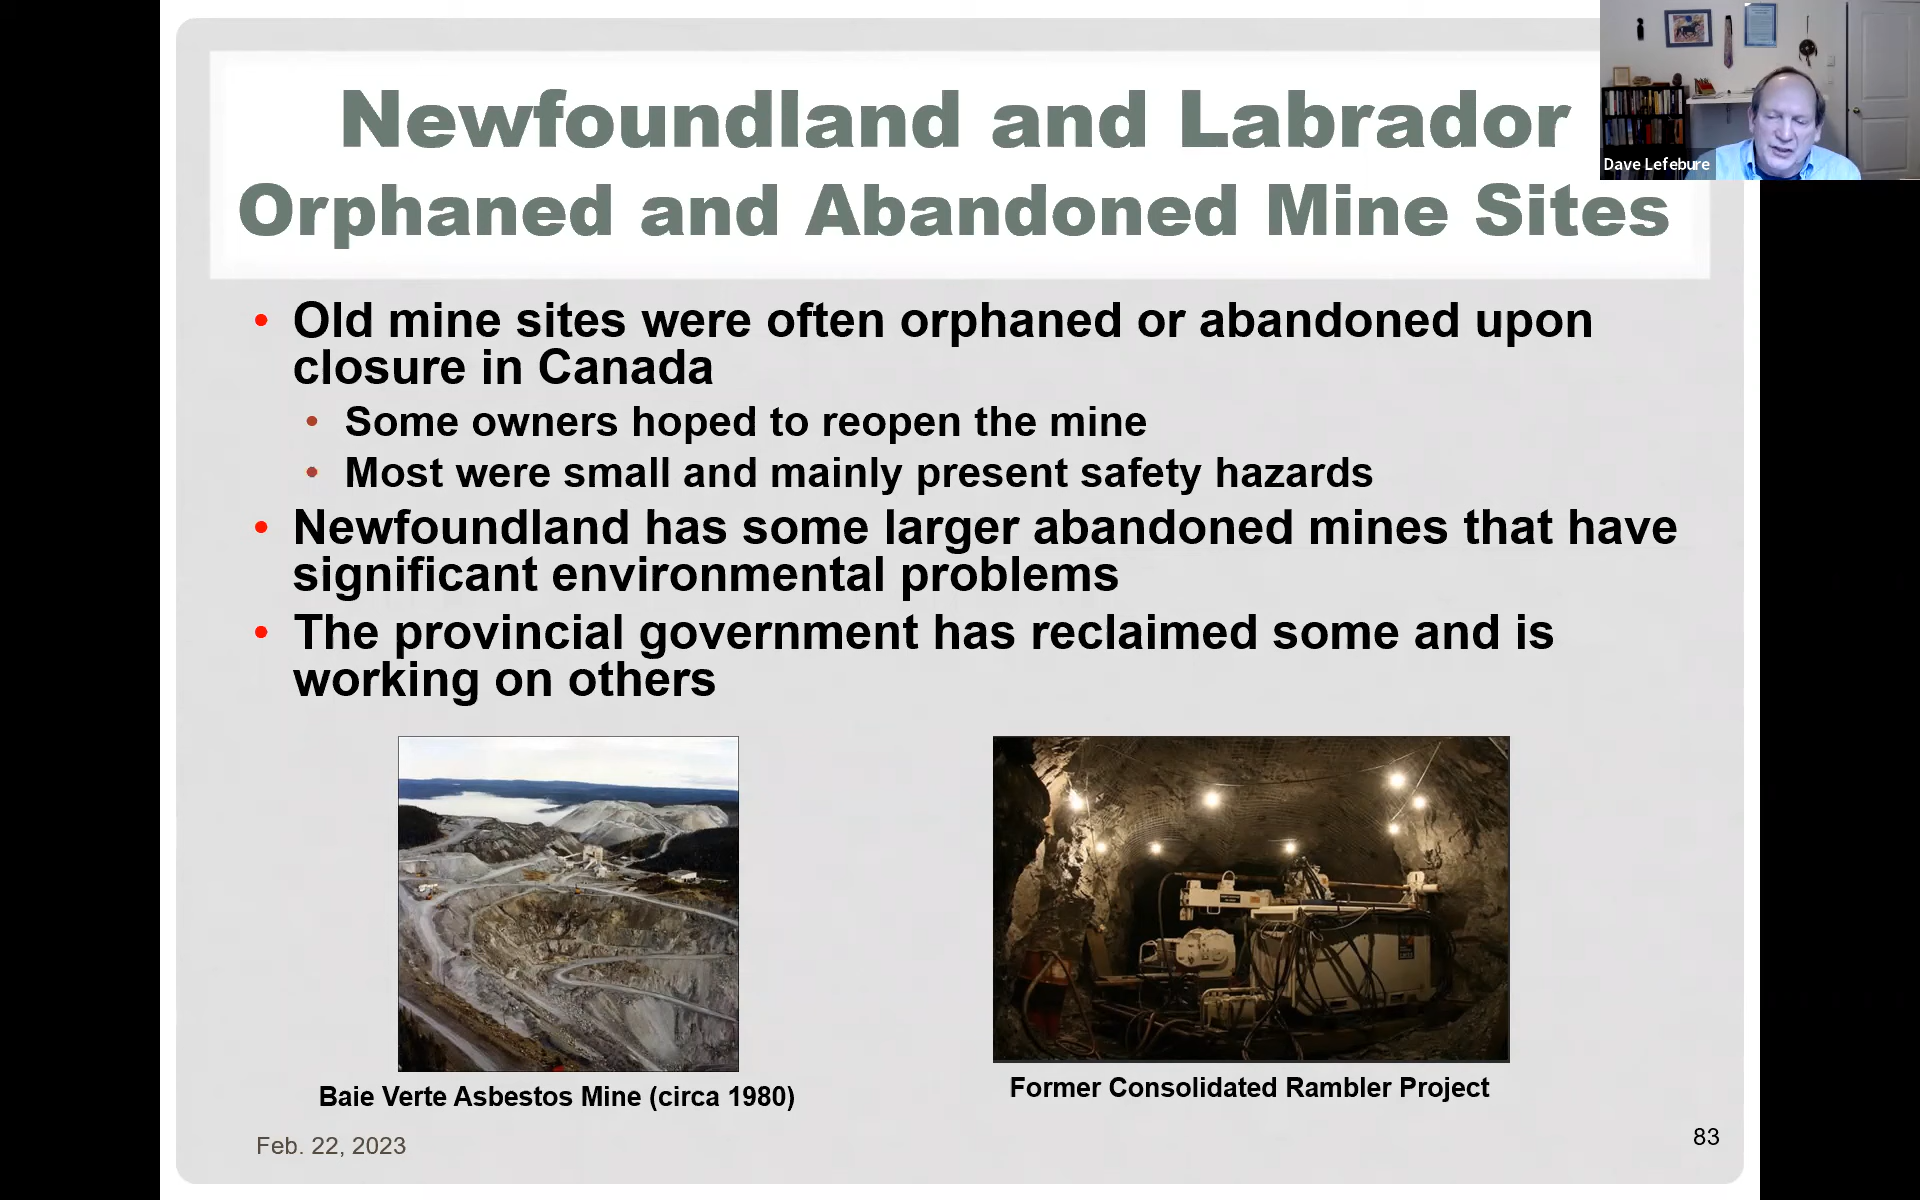 Newfoundland and Labrador
Orphaned and Abandoned Mine Sites
Dave Lefebure
• Old mine sites were often orphaned or abandoned upon
closure in Canada
• Some owners hoped to reopen the mine
• Most were small and mainly present safety hazards
• Newfoundland has some larger abandoned mines that have
significant environmental problems
• The provincial government has reclaimed some and is
working on others
Baie Verte Asbestos Mine (circa 1980)
Former Consolidated Rambler Project
Feb. 22, 2023
83